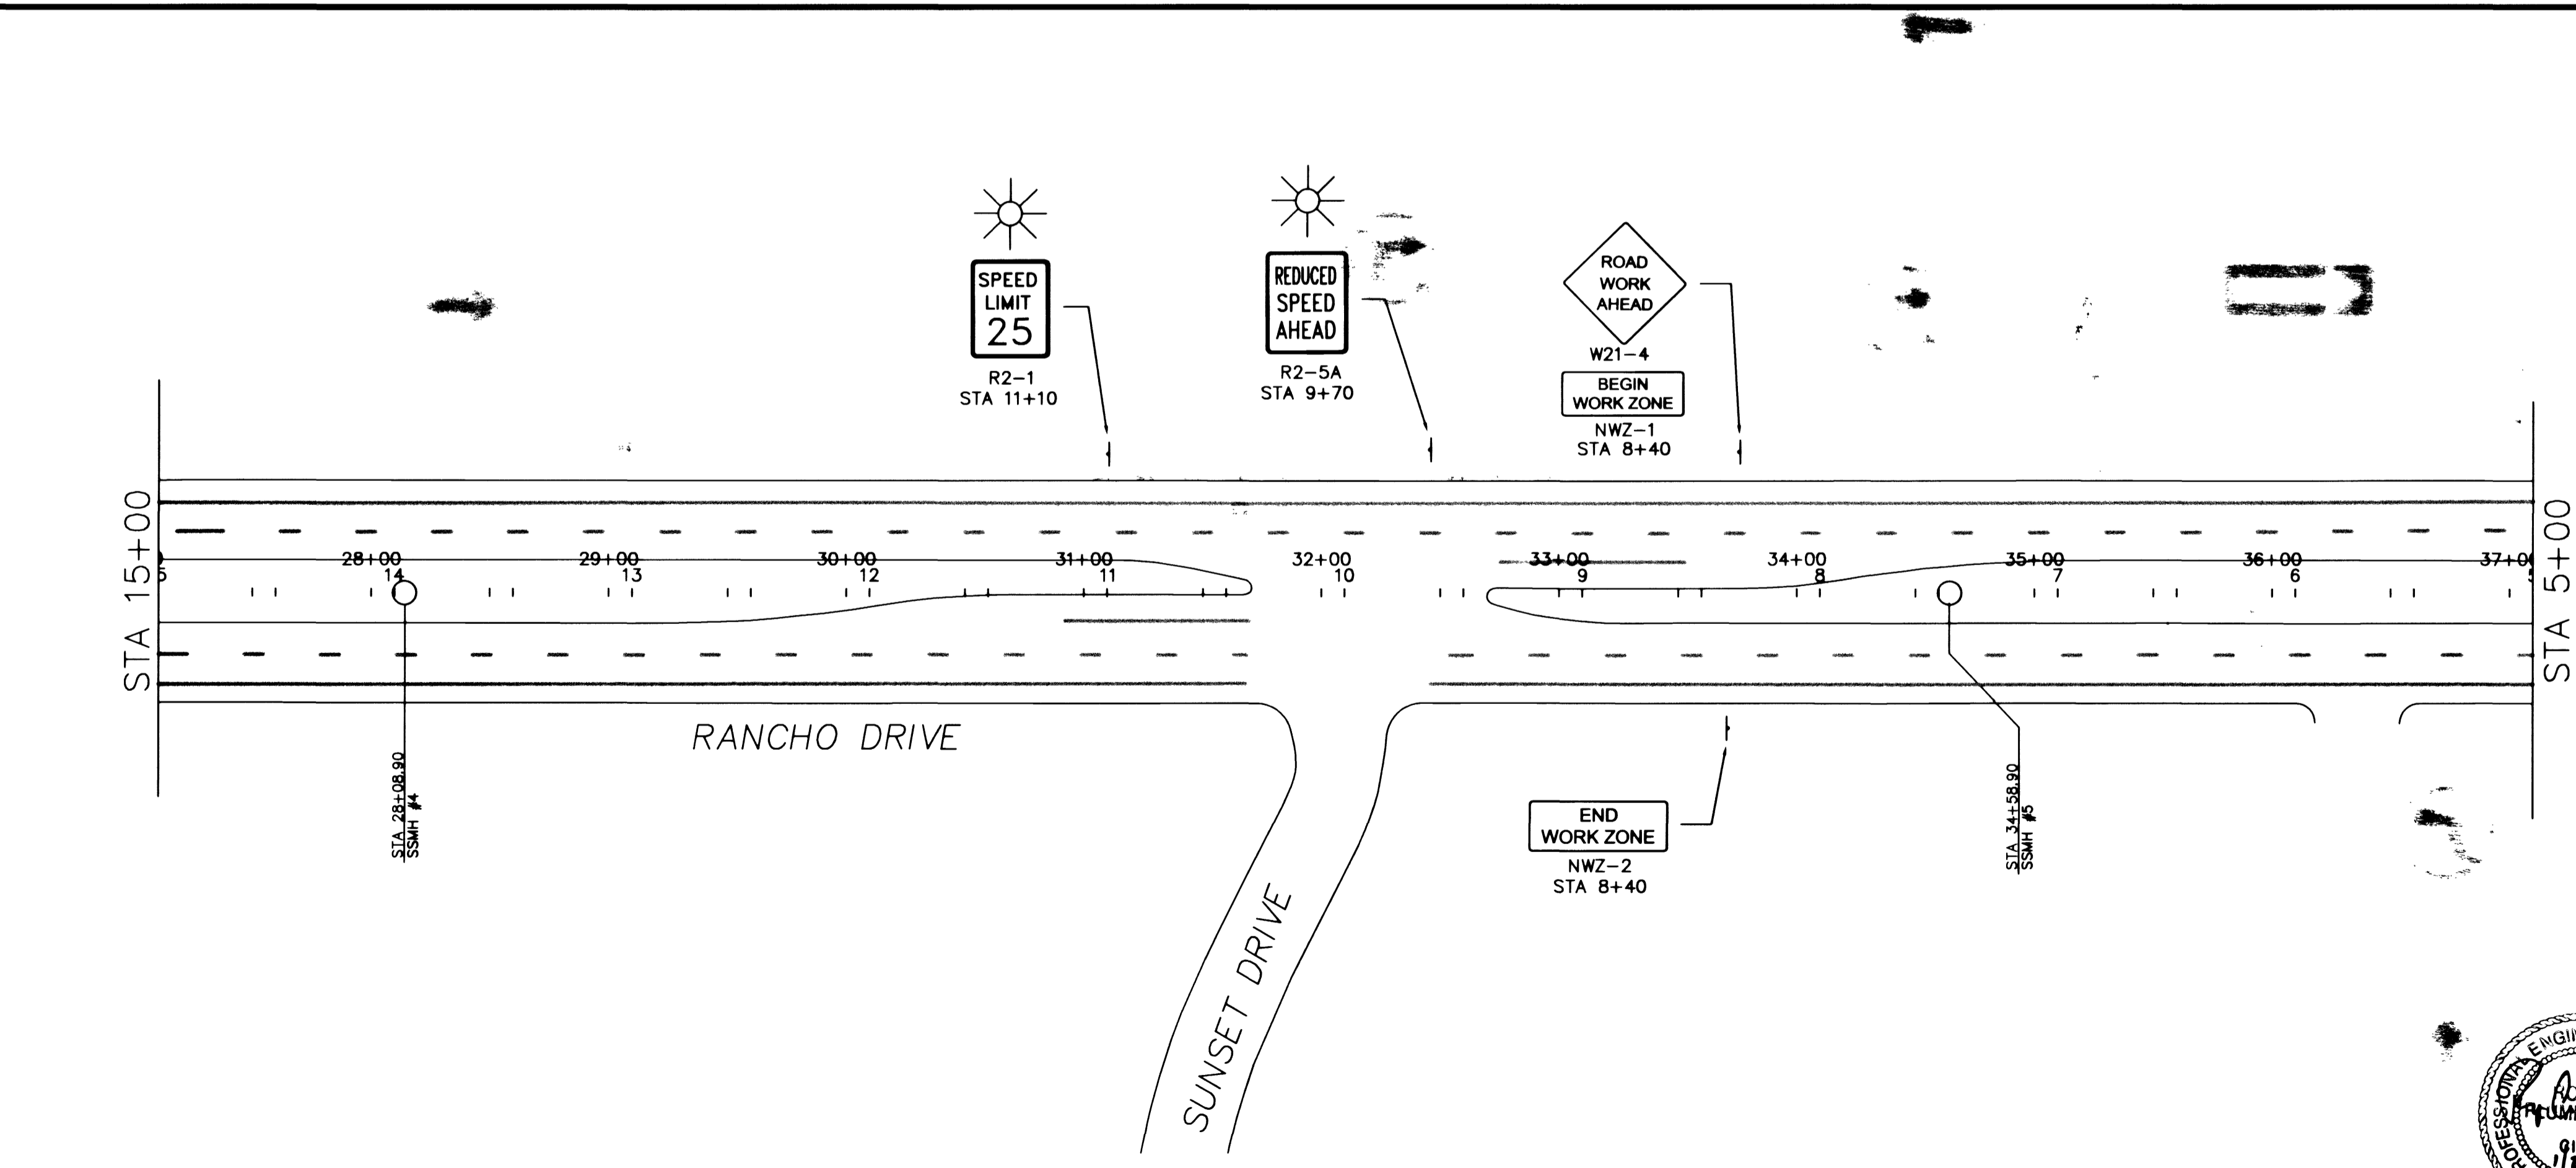 SPEED
LIMIT
25
R2-1
STA 11+10
REDUCED
SPEED
AHEAD
R2-5A
STA 9+70
ROAD
WORK
AHEAD
W21-4
BEGIN
WORK ZONE
NWZ-1
STA 8+40
STA 15+00
28+00 29+00 30+00 31+00 32+00 33+00 34+00 35+00 36+00 37+00
5 14 13 12 11 10 9 8 7 6
STA 5+00
RANCHO DRIVE
STA 28+08.90
SSMH #4
END
WORK ZONE
NWZ-2
STA 8+40
STA 34+58.90
SSMH #5
SUNSET DRIVE